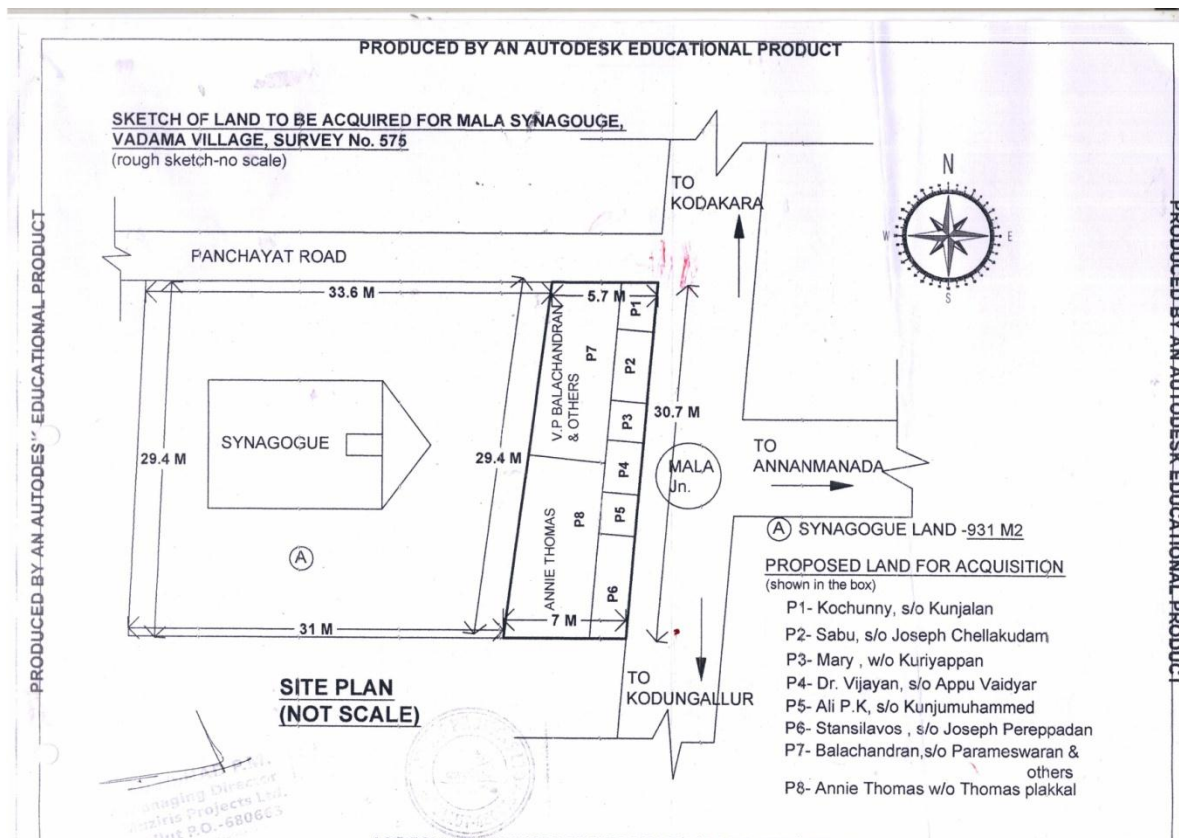 PRODUCED BY AN AUTODESK EDUCATIONAL PRODUCT
SKETCH OF LAND TO BE ACQUIRED FOR MALA SYNAGOUGE,
VADAMA VILLAGE, SURVEY No. 575
(rough sketch-no scale)
TO
KODAKARA
N
W
E
S
PANCHAYAT ROAD
33.6 M
5.7 M
P1
P2
P3
P4
P5
P6
V.P BALACHANDRAN
& OTHERS
P7
ANNIE THOMAS
P8
30.7 M
SYNAGOGUE
29.4 M
29.4 M
MALA
Jn.
TO
ANNANMANADA
A
31 M
7 M
TO
KODUNGALLUR
SITE PLAN
(NOT SCALE)
A SYNAGOGUE LAND -931 M2
PROPOSED LAND FOR ACQUISITION
(shown in the box)
P1- Kochunny, s/o Kunjalan
P2- Sabu, s/o Joseph Chellakudam
P3- Mary , w/o Kuriyappan
P4- Dr. Vijayan, s/o Appu Vaidyar
P5- Ali P.K, s/o Kunjumuhammed
P6- Stansilavos , s/o Joseph Pereppadan
P7- Balachandran,s/o Parameswaran &
others
P8- Annie Thomas w/o Thomas plakkal
PRODUCED BY AN AUTODES" EDUCATIONAL PRODUCT
PRODUCED BY AN AUTODESK EDUCATIONAL PRODUCT
Managing Director
Muziris Projects Ltd.
P.O.-680663